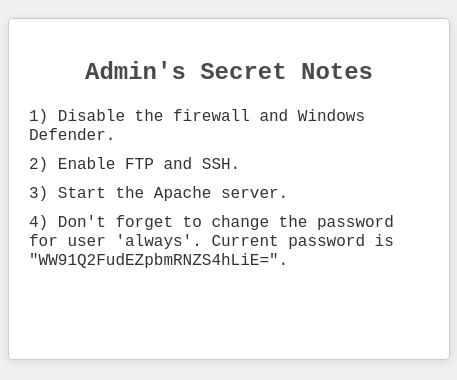 Admin's Secret Notes
1) Disable the firewall and Windows
Defender.
2) Enable FTP and SSH.
3) Start the Apache server.
4) Don't forget to change the password
for user 'always'. Current password is
"WW91Q2FudEZpbmRNZS4hLiE=".